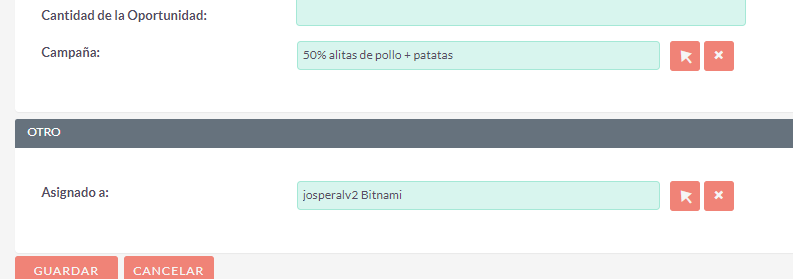 Cantidad de la Oportunidad:
Campaña: 50% alitas de pollo + patatas
OTRO
Asignado a: josperalv2 Bitnami
GUARDAR CANCELAR